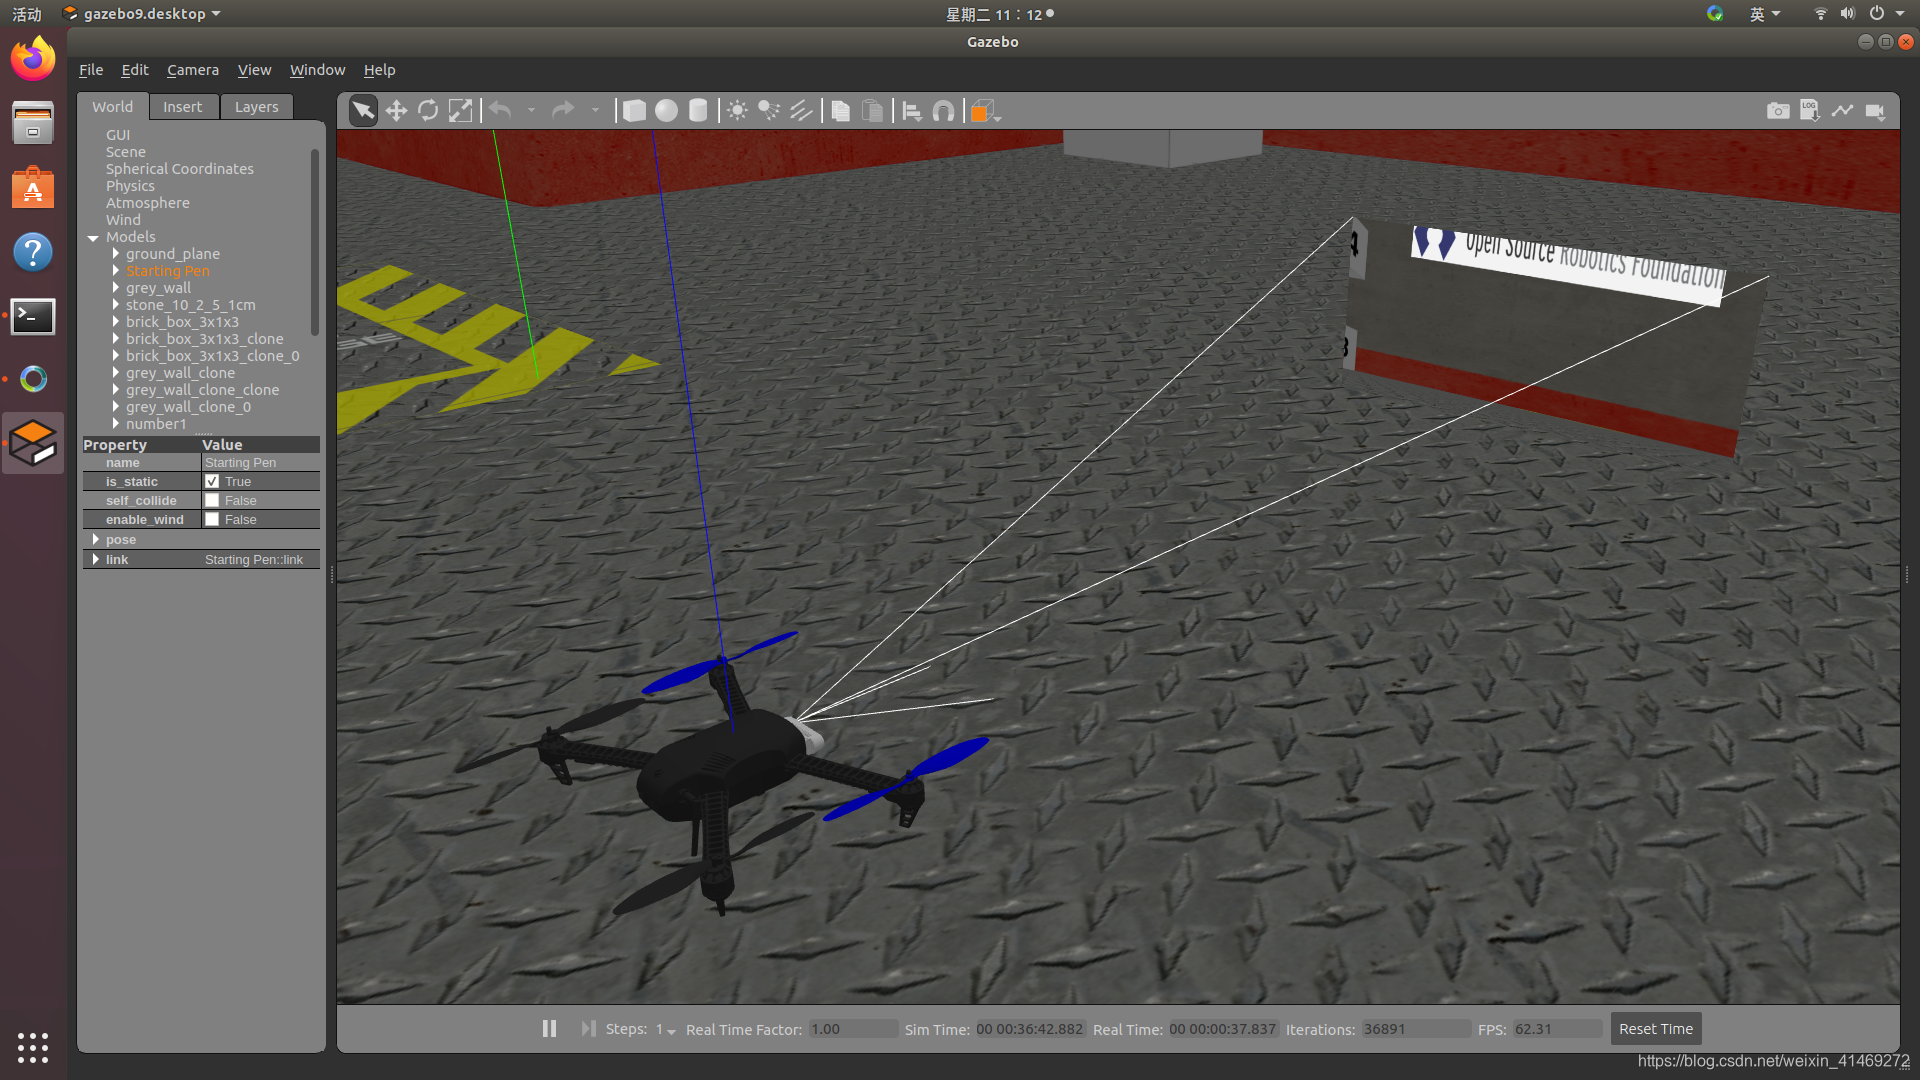 活动
gazebo9.desktop
星期二 11：12
英
Gazebo
File Edit Camera View Window Help
World Insert Layers
GUI
Scene
Spherical Coordinates
Physics
Atmosphere
Wind
Models
ground_plane
Starting Pen
grey_wall
stone_10_2_5_1cm
brick_box_3x1x3
brick_box_3x1x3_clone
brick_box_3x1x3_clone_0
grey_wall_clone
grey_wall_clone_clone
grey_wall_clone_0
number1
Property Value
name Starting Pen
is_static True
self_collide False
enable_wind False
pose
link Starting Pen::link
LOG
4
Open Source Robotics Foundation
3
Steps: 1 Real Time Factor: 1.00 Sim Time: 00 00:36:42.882 Real Time: 00 00:00:37.837 Iterations: 36891 FPS: 62.31 Reset Time
https://blog.csdn.net/weixin_41469272